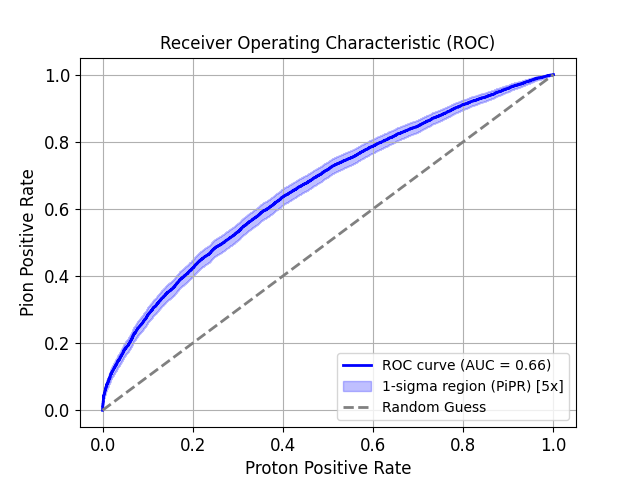 Receiver Operating Characteristic (ROC)
1.0
0.8
0.6
0.4
0.2
0.0
Pion Positive Rate
ROC curve (AUC = 0.66)
1-sigma region (PiPR) [5x]
Random Guess
0.0 0.2 0.4 0.6 0.8 1.0
Proton Positive Rate